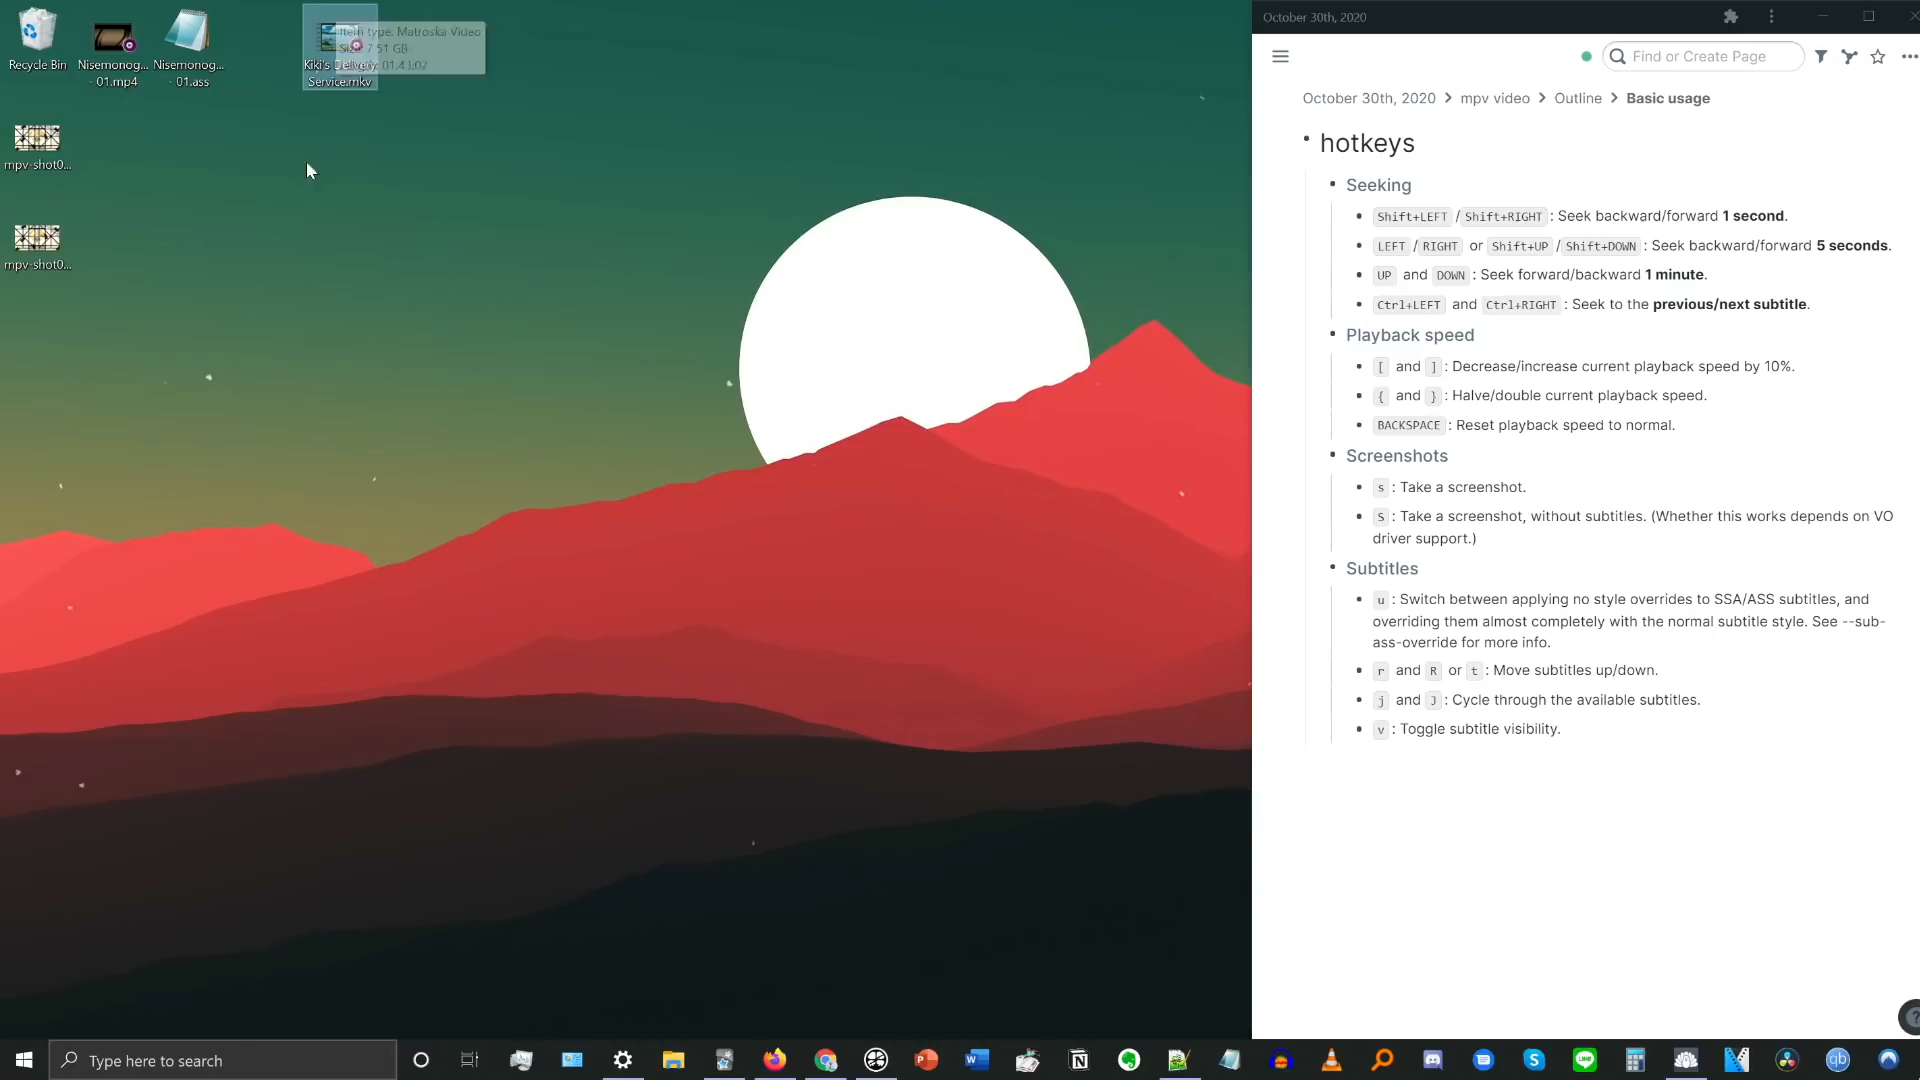 Recycle Bin
Nisemonog...
- 01.mp4
Nisemonog...
- 01.ass
Item type: Matroska Video
Size: 7.51 GB
01:43:02
Kiki's Delivery
Service.mkv
mpv-shot0...
mpv-shot0...
October 30th, 2020
Find or Create Page
October 30th, 2020 > mpv video > Outline > Basic usage
• hotkeys
• Seeking
• Shift+LEFT / Shift+RIGHT : Seek backward/forward 1 second.
• LEFT / RIGHT or Shift+UP / Shift+DOWN : Seek backward/forward 5 seconds.
• UP and DOWN : Seek forward/backward 1 minute.
• Ctrl+LEFT and Ctrl+RIGHT : Seek to the previous/next subtitle.
• Playback speed
• [ and ] : Decrease/increase current playback speed by 10%.
• { and } : Halve/double current playback speed.
• BACKSPACE : Reset playback speed to normal.
• Screenshots
• s : Take a screenshot.
• S : Take a screenshot, without subtitles. (Whether this works depends on VO
driver support.)
• Subtitles
• u : Switch between applying no style overrides to SSA/ASS subtitles, and
overriding them almost completely with the normal subtitle style. See --sub-
ass-override for more info.
• r and R or t : Move subtitles up/down.
• j and J : Cycle through the available subtitles.
• v : Toggle subtitle visibility.
Type here to search